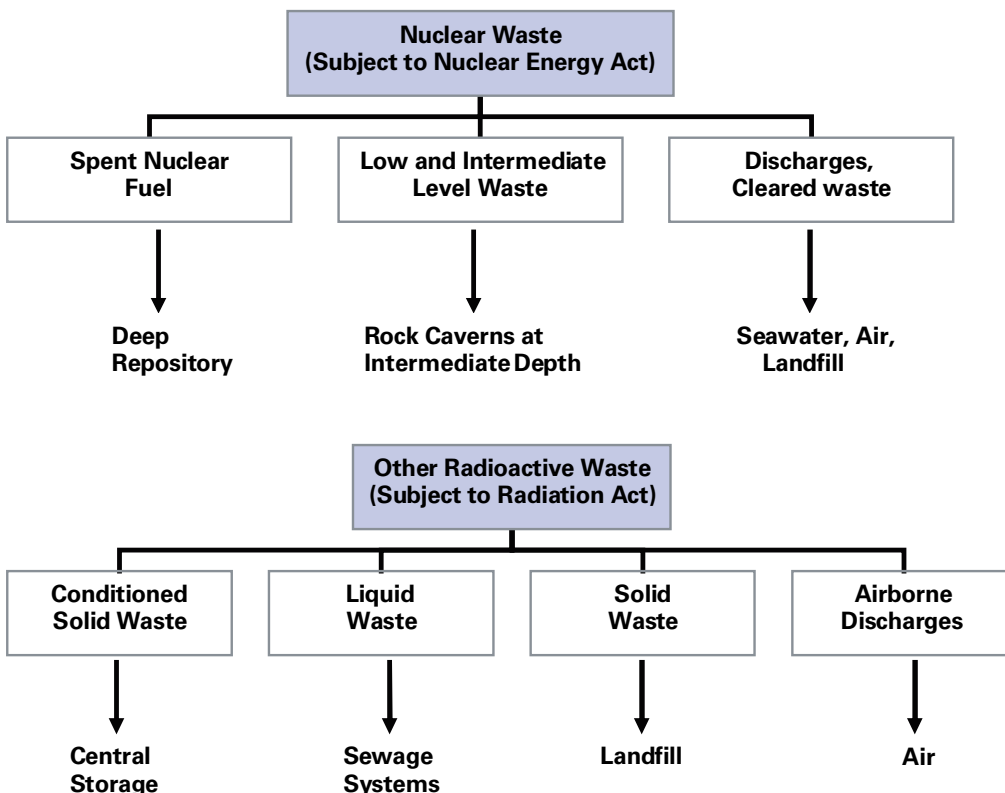 Nuclear Waste
(Subject to Nuclear Energy Act)
Spent Nuclear
Fuel
Low and Intermediate
Level Waste
Discharges,
Cleared waste
Deep
Repository
Rock Caverns at
Intermediate Depth
Seawater, Air,
Landfill
Other Radioactive Waste
(Subject to Radiation Act)
Conditioned
Solid Waste
Liquid
Waste
Solid
Waste
Airborne
Discharges
Central
Storage
Sewage
Systems
Landfill
Air